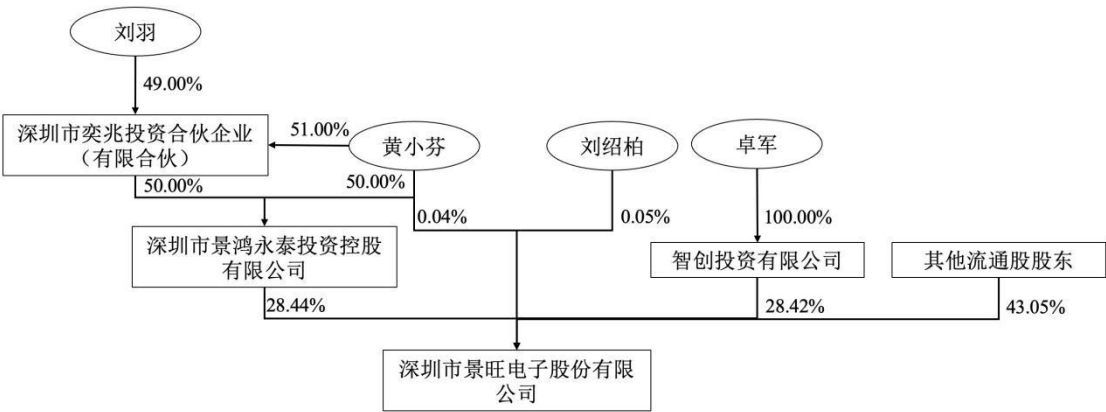 刘羽
49.00%
深圳市奕兆投资合伙企业
（有限合伙）
51.00%
黄小芬
刘绍柏
卓军
50.00%
50.00%
0.04%
0.05%
100.00%
深圳市景鸿永泰投资控股
有限公司
智创投资有限公司
其他流通股股东
28.44%
28.42%
43.05%
深圳市景旺电子股份有限
公司